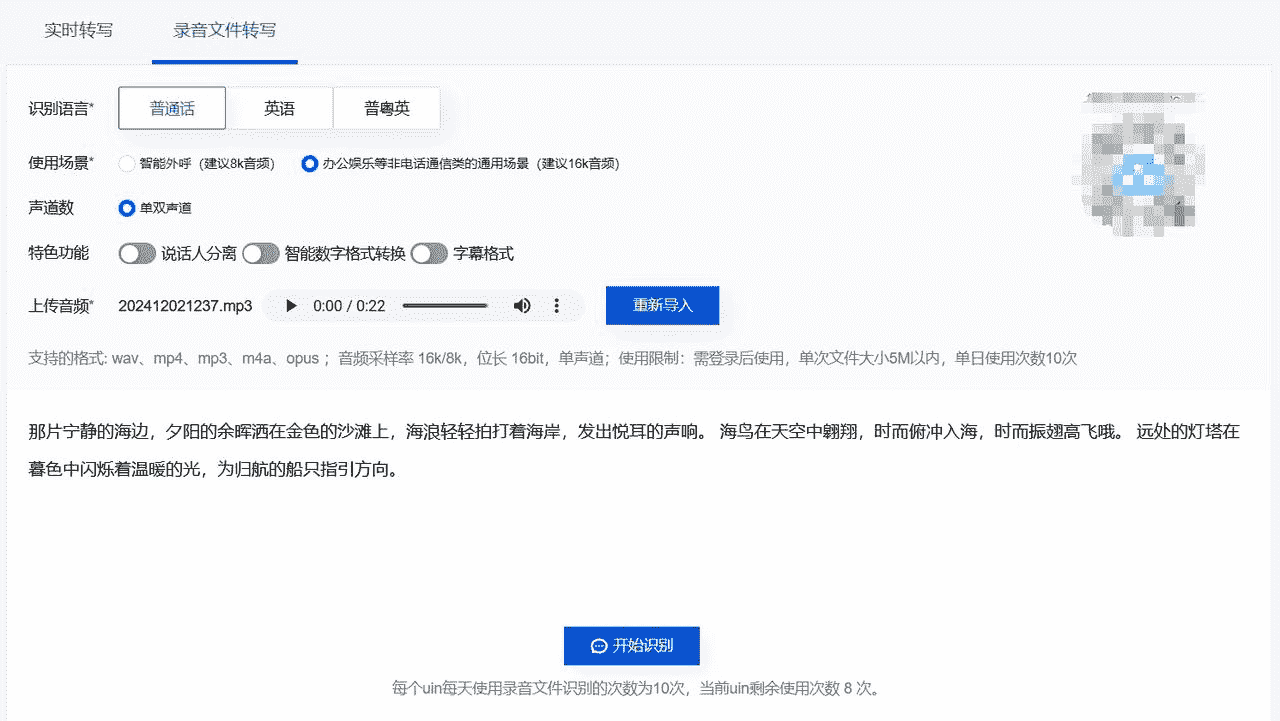 实时转写 录音文件转写
识别语言* 普通话 英语 普粤英
使用场景* 智能外呼（建议8k音频） 办公娱乐等非电话通信类的通用场景（建议16k音频）
声道数 单双声道
特色功能 说话人分离 智能数字格式转换 字幕格式
上传音频* 202412021237.mp3 0:00 / 0:22 重新导入
支持的格式: wav、mp4、mp3、m4a、opus ；音频采样率 16k/8k，位长 16bit，单声道；使用限制：需登录后使用，单次文件大小5M以内，单日使用次数10次
那片宁静的海边，夕阳的余晖洒在金色的沙滩上，海浪轻轻拍打着海岸，发出悦耳的声响。 海鸟在天空中翱翔，时而俯冲入海，时而振翅高飞哦。 远处的灯塔在
暮色中闪烁着温暖的光，为归航的船只指引方向。
开始识别
每个uin每天使用录音文件识别的次数为10次，当前uin剩余使用次数 8 次。